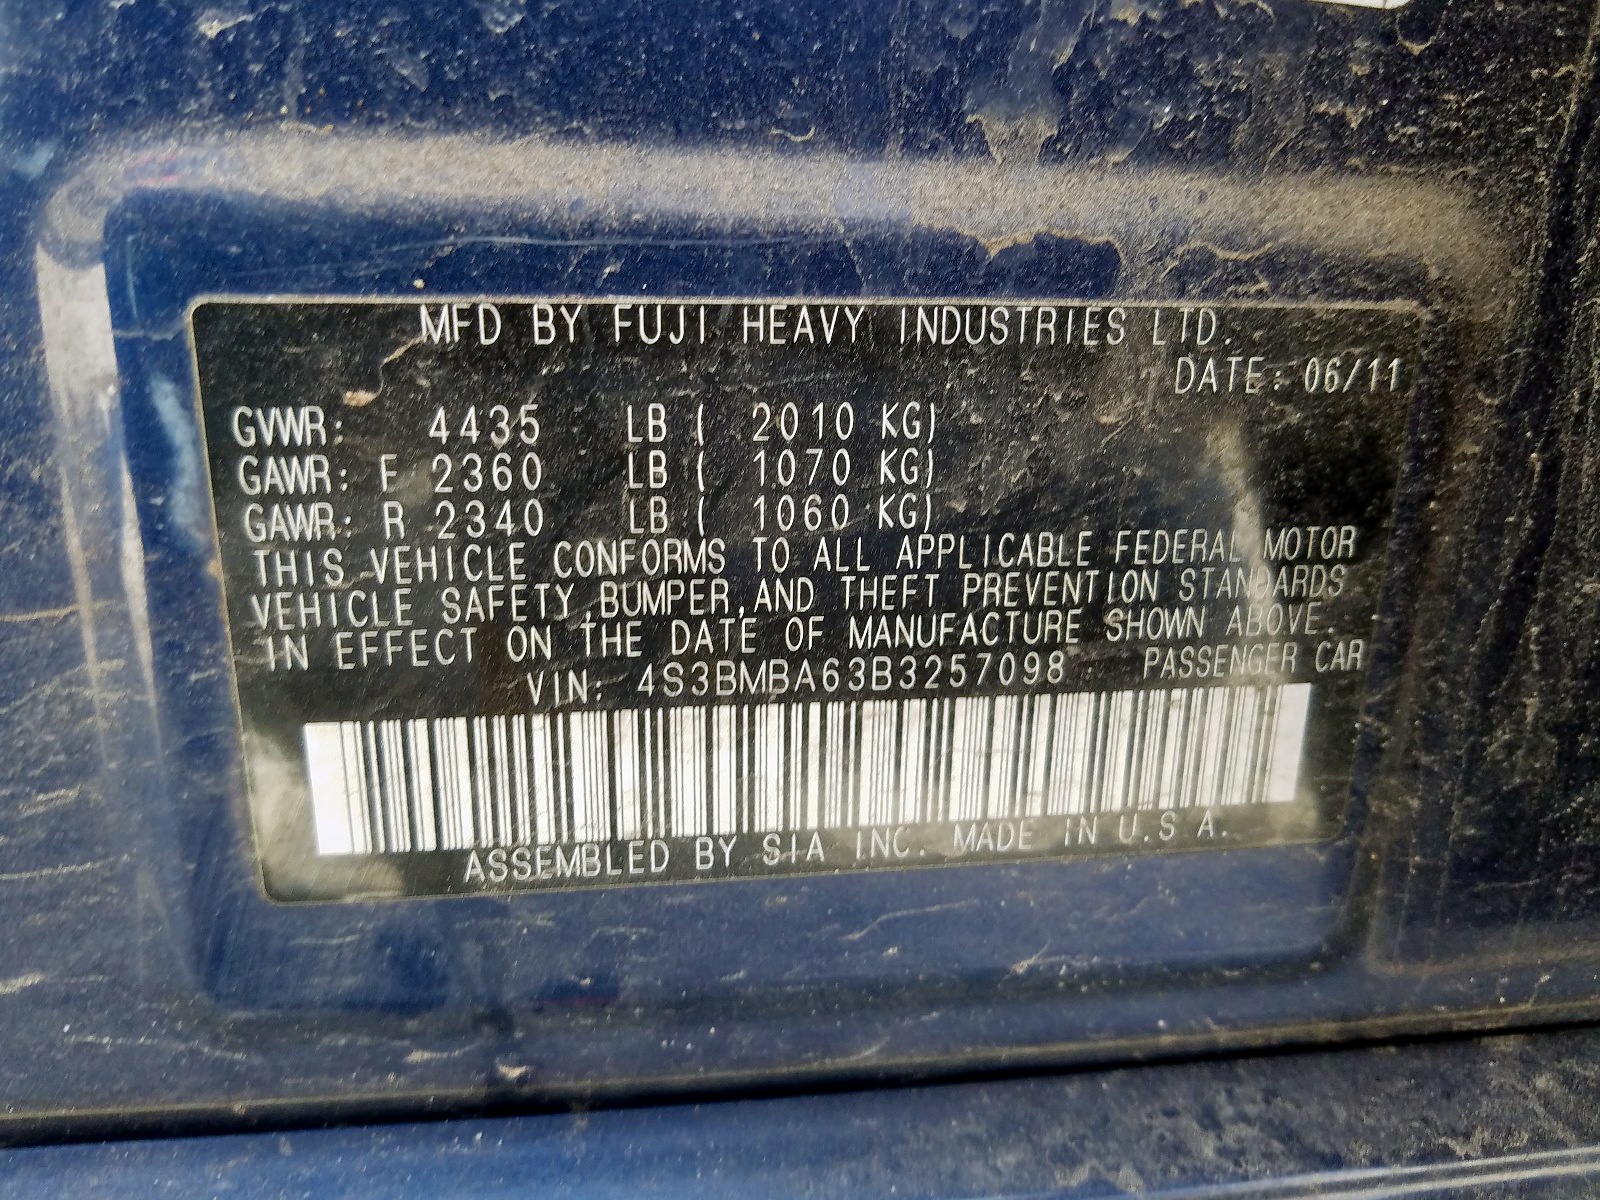 MFD BY FUJI HEAVY INDUSTRIES LTD.
DATE: 06/11
GVWR: 4435 LB ( 2010 KG)
GAWR: F 2360 LB ( 1070 KG)
GAWR: R 2340 LB ( 1060 KG)
THIS VEHICLE CONFORMS TO ALL APPLICABLE FEDERAL MOTOR
VEHICLE SAFETY, BUMPER, AND THEFT PREVENTION STANDARDS
IN EFFECT ON THE DATE OF MANUFACTURE SHOWN ABOVE.
VIN: 4S3BMBA63B3257098 PASSENGER CAR
ASSEMBLED BY SIA INC. MADE IN U.S.A.